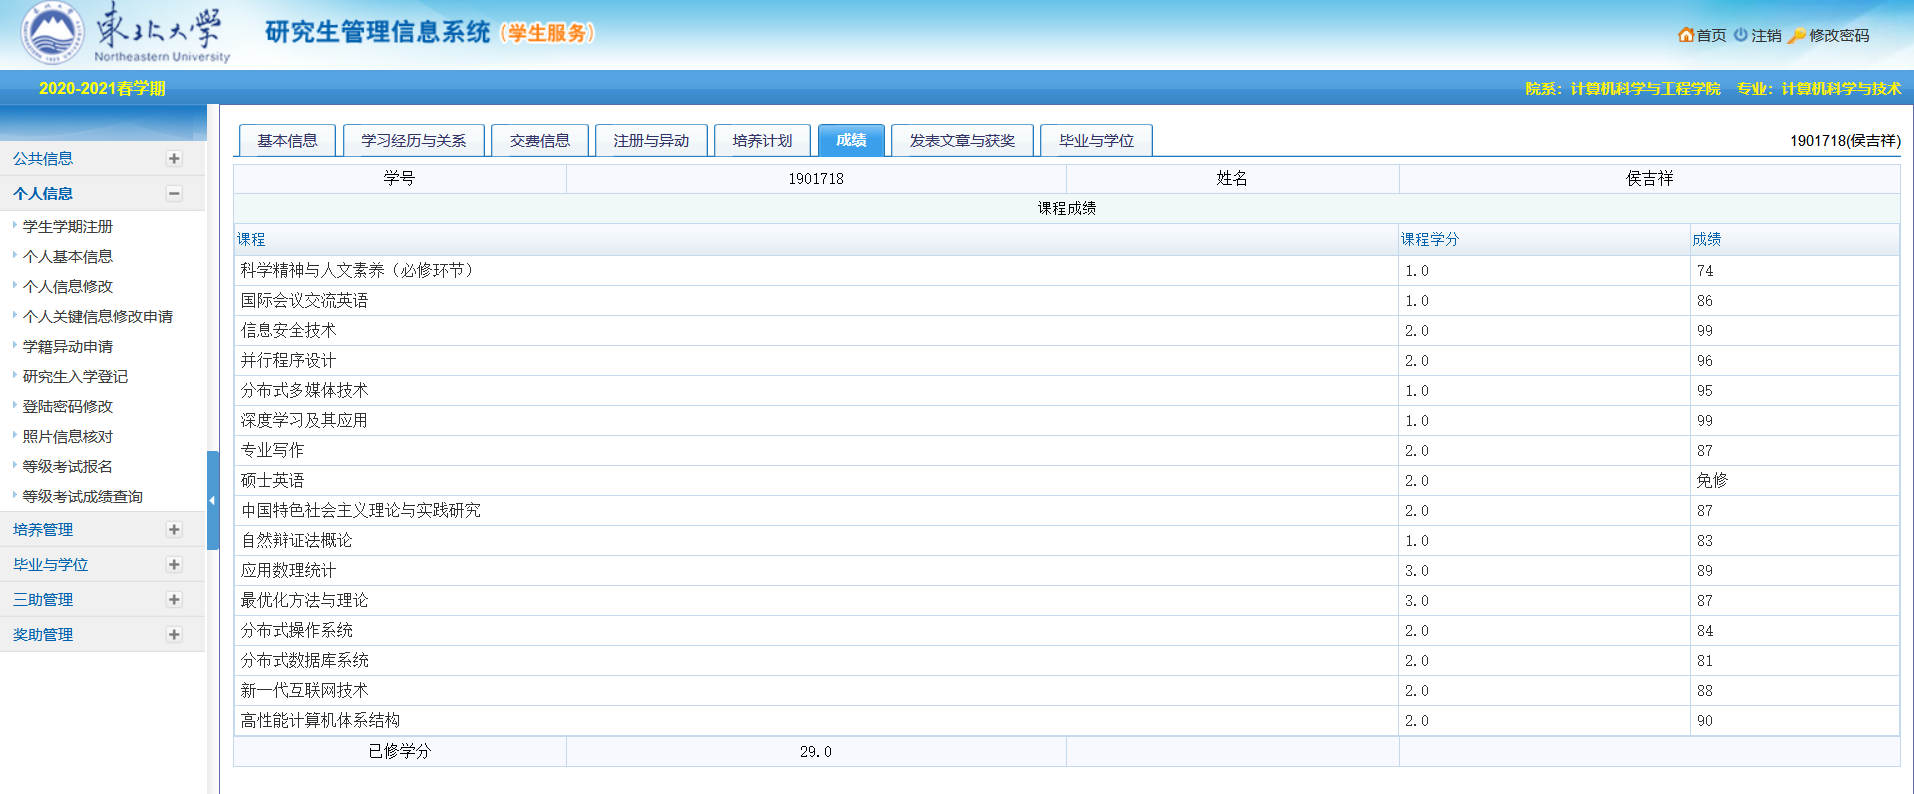 東北大学
Northeastern University
研究生管理信息系统(学生服务)
首页 注销 修改密码
2020-2021春学期
院系：计算机科学与工程学院 专业：计算机科学与技术
公共信息
个人信息
学生学期注册
个人基本信息
个人信息修改
个人关键信息修改申请
学籍异动申请
研究生入学登记
登陆密码修改
照片信息核对
等级考试报名
等级考试成绩查询
培养管理
毕业与学位
三助管理
奖助管理
基本信息 学习经历与关系 交费信息 注册与异动 培养计划 成绩 发表文章与获奖 毕业与学位
1901718(侯吉祥)
学号 1901718 姓名 侯吉祥
课程成绩
课程 课程学分 成绩
科学精神与人文素养（必修环节） 1.0 74
国际会议交流英语 1.0 86
信息安全技术 2.0 99
并行程序设计 2.0 96
分布式多媒体技术 1.0 95
深度学习及其应用 1.0 99
专业写作 2.0 87
硕士英语 2.0 免修
中国特色社会主义理论与实践研究 2.0 87
自然辩证法概论 1.0 83
应用数理统计 3.0 89
最优化方法与理论 3.0 87
分布式操作系统 2.0 84
分布式数据库系统 2.0 81
新一代互联网技术 2.0 88
高性能计算机体系结构 2.0 90
已修学分 29.0